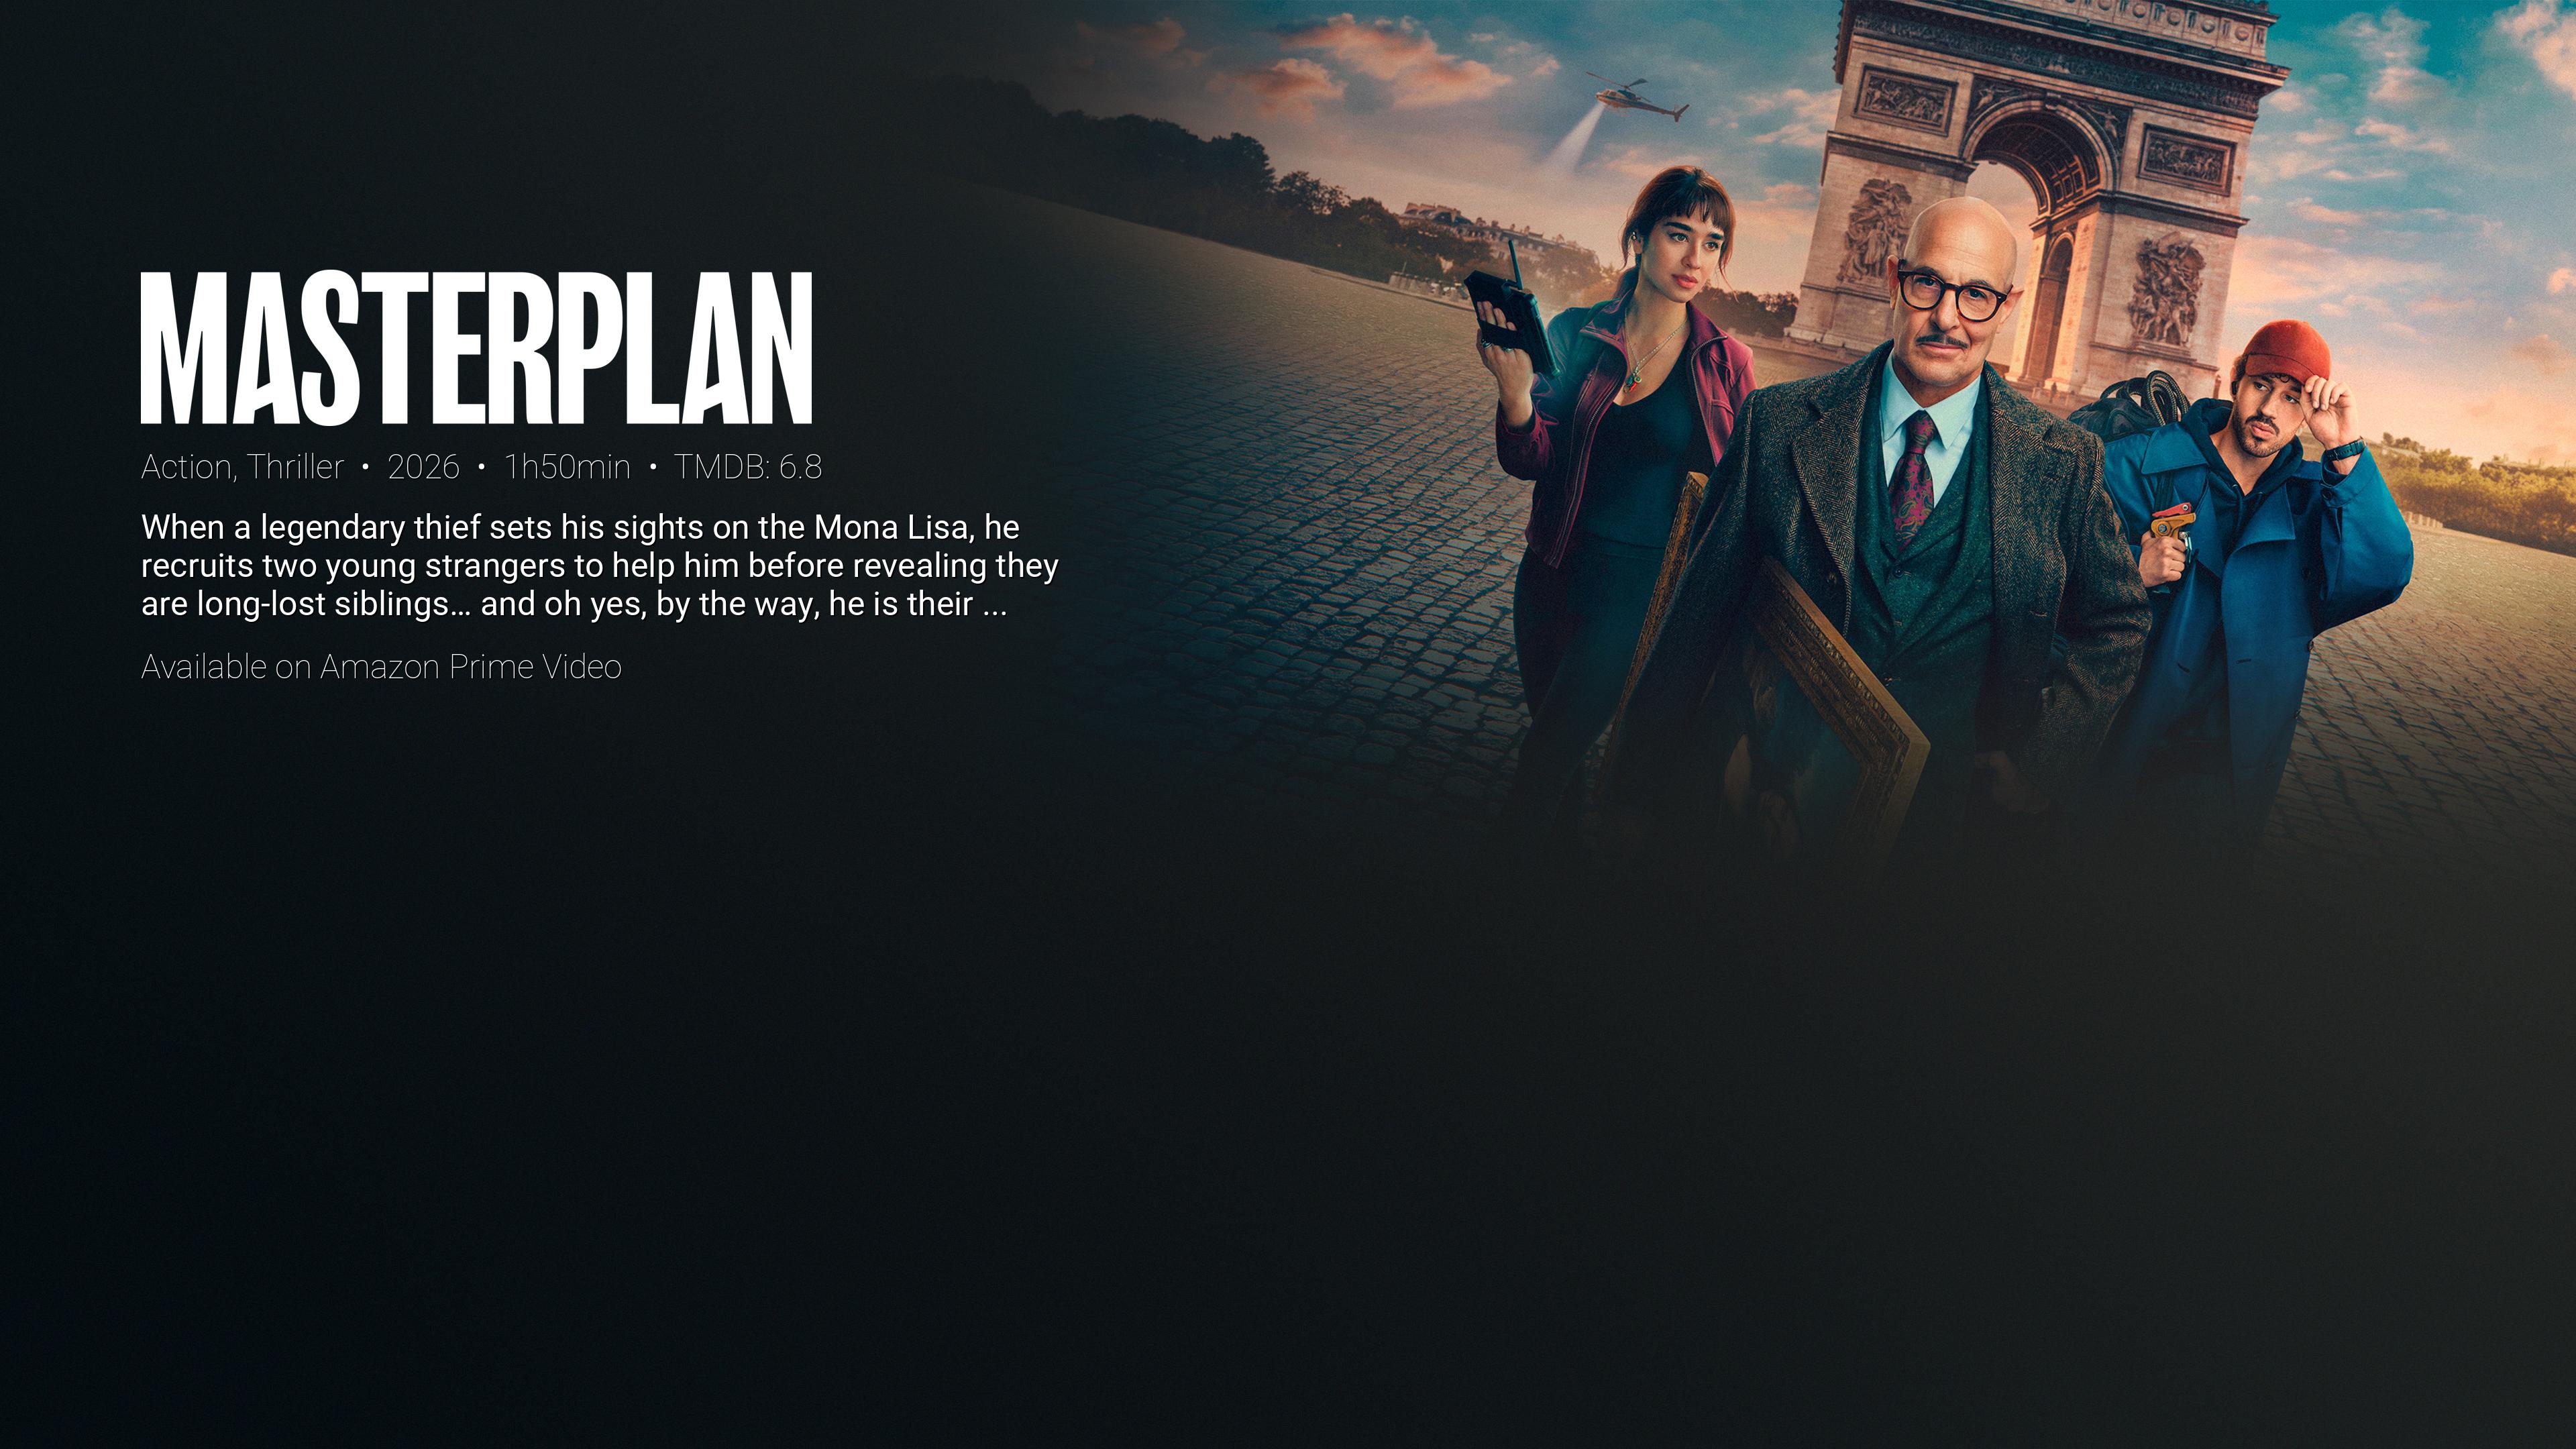 MASTERPLAN
Action, Thriller • 2026 • 1h50min • TMDB: 6.8
When a legendary thief sets his sights on the Mona Lisa, he
recruits two young strangers to help him before revealing they
are long-lost siblings… and oh yes, by the way, he is their ...
Available on Amazon Prime Video